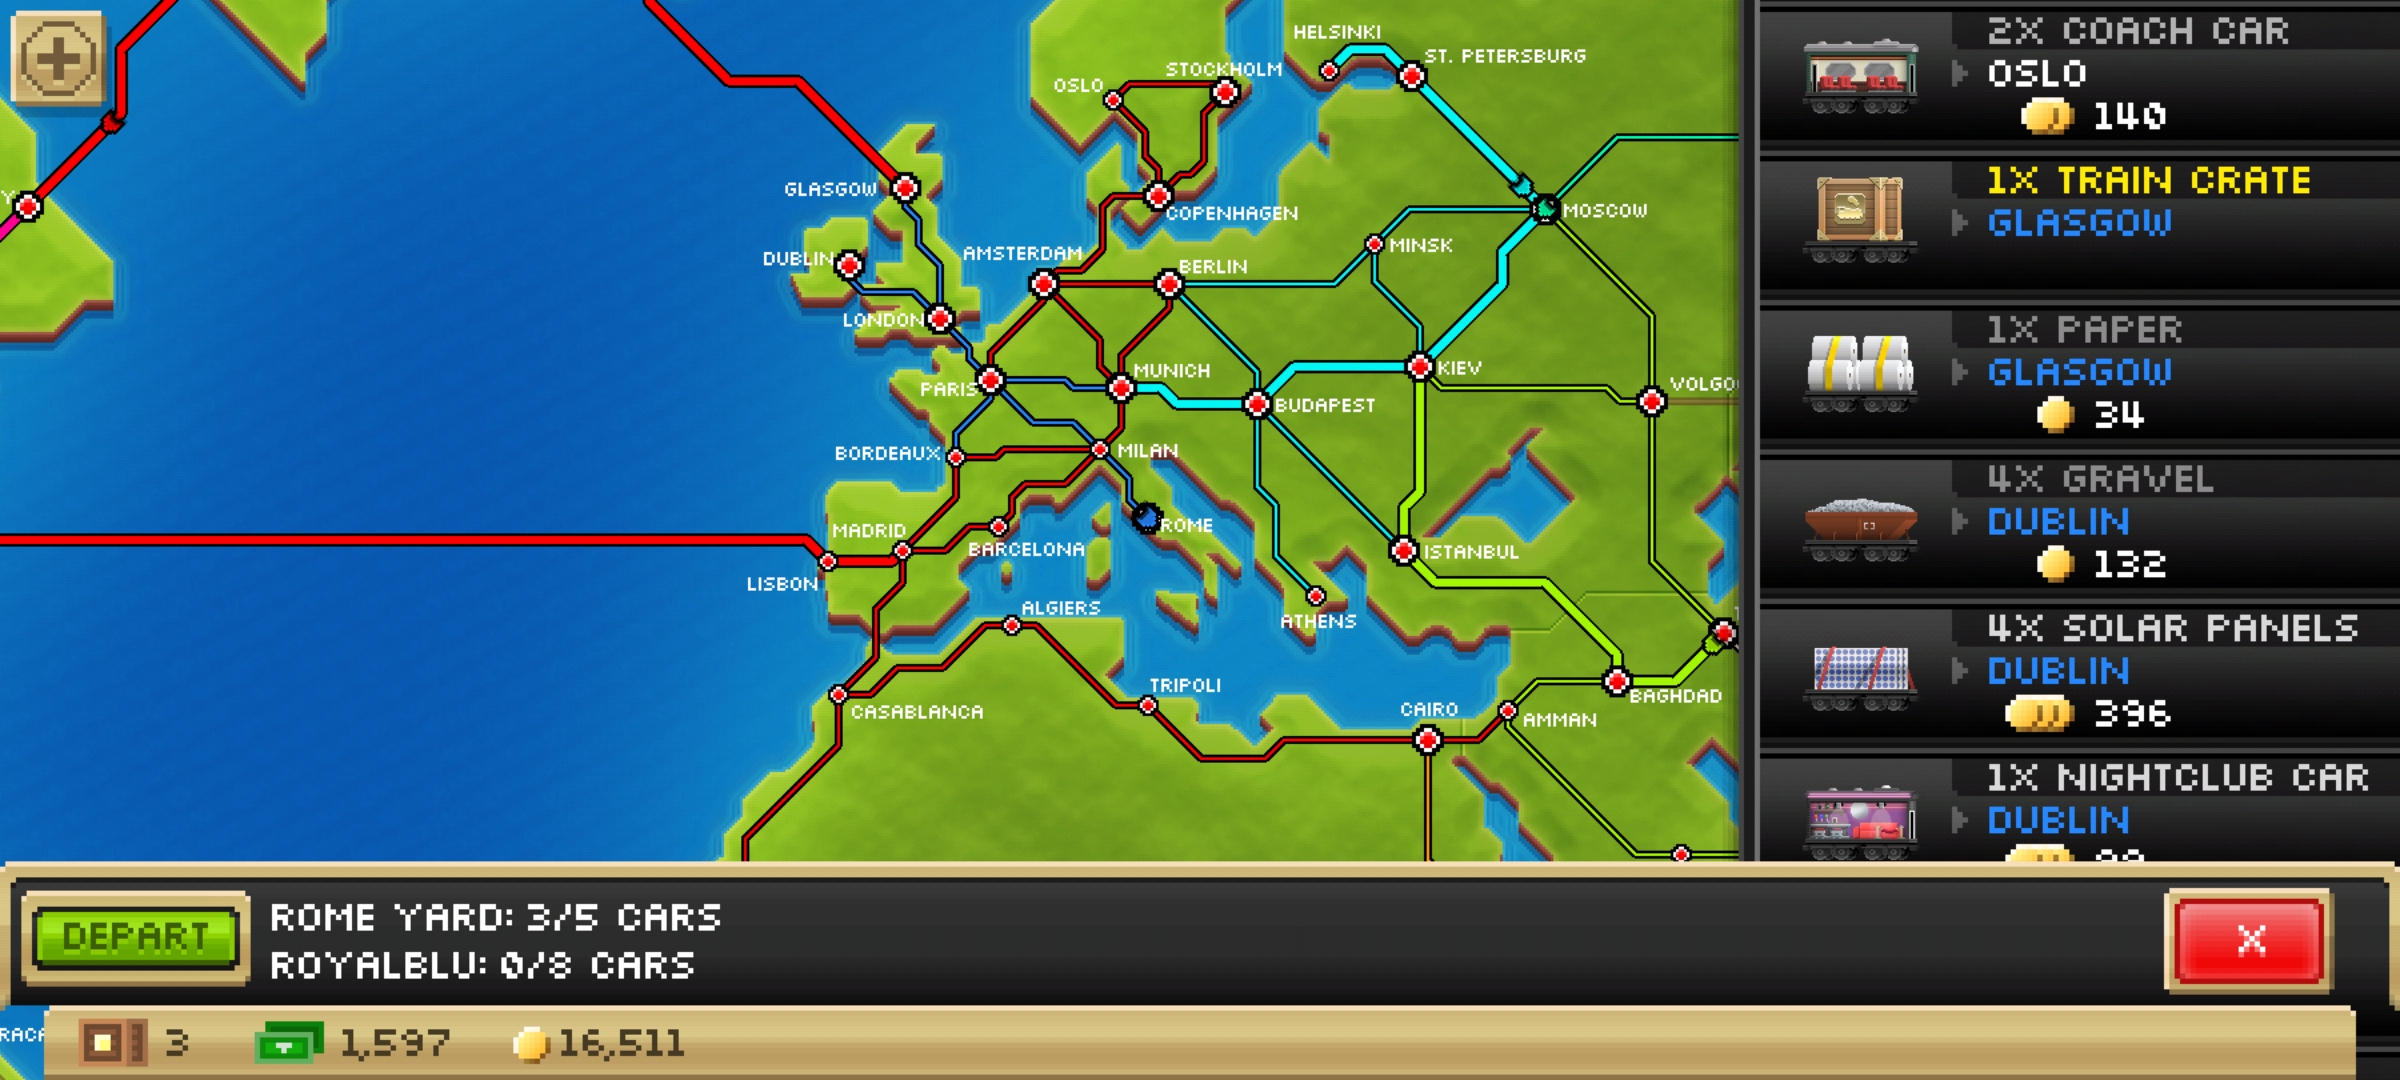 HELSINKI
ST. PETERSBURG
STOCKHOLM
OSLO
GLASGOW
COPENHAGEN
MOSCOW
DUBLIN
AMSTERDAM
BERLIN
MINSK
LONDON
PARIS
MUNICH
KIEV
BUDAPEST
VOLGO
BORDEAUX
MILAN
MADRID
ROME
BARCELONA
ISTANBUL
LISBON
ALGIERS
ATHENS
TRIPOLI
CASABLANCA
CAIRO
AMMAN
BAGHDAD
2X COACH CAR
OSLO
140
1X TRAIN CRATE
GLASGOW
1X PAPER
GLASGOW
34
4X GRAVEL
DUBLIN
132
4X SOLAR PANELS
DUBLIN
396
1X NIGHTCLUB CAR
DUBLIN
DEPART
ROME YARD: 3/5 CARS
ROYALBLU: 0/8 CARS
X
3
1,597
16,511